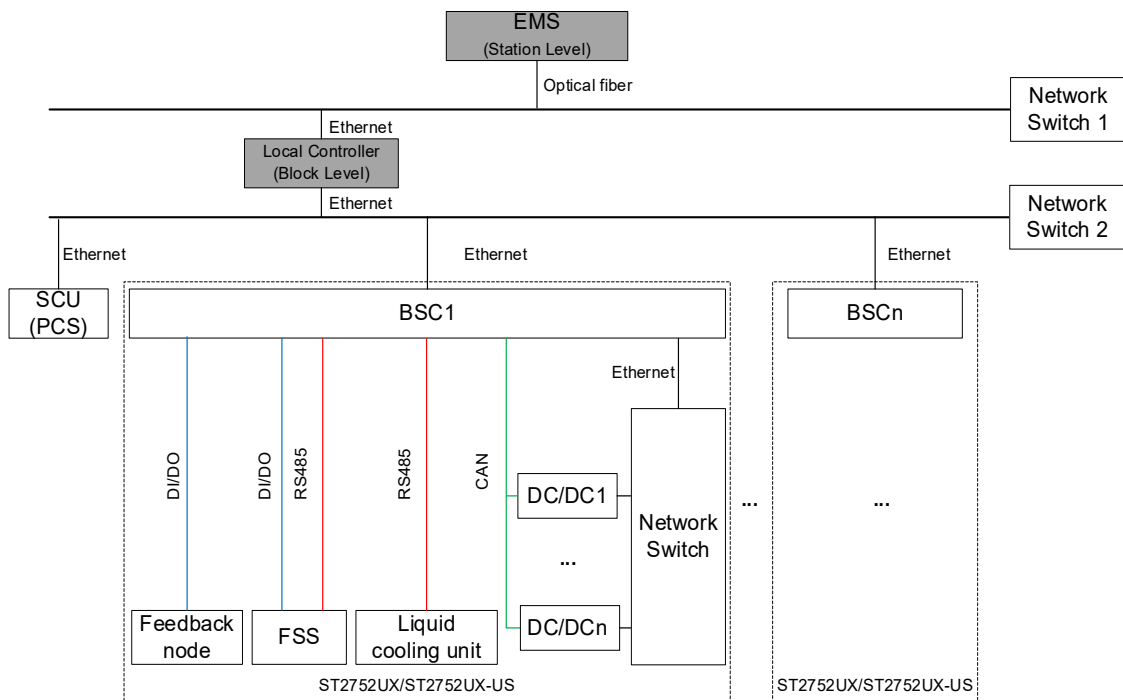 EMS
(Station Level)
Optical fiber
Network
Switch 1
Ethernet
Local Controller
(Block Level)
Ethernet
Network
Switch 2
Ethernet
Ethernet
Ethernet
SCU
(PCS)
BSC1
BSCn
Ethernet
DI/DO
DI/DO
RS485
RS485
CAN
DC/DC1
...
DC/DCn
Network
Switch
...
...
Feedback
node
FSS
Liquid
cooling unit
ST2752UX/ST2752UX-US
ST2752UX/ST2752UX-US